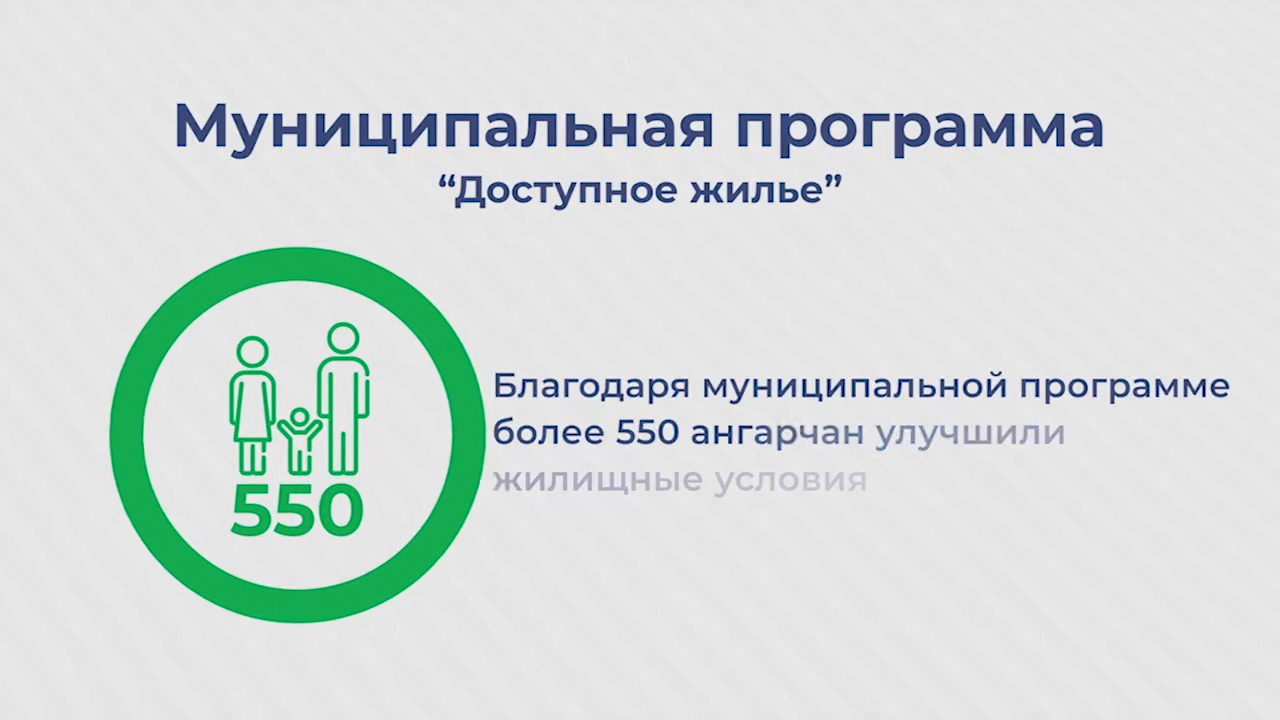 Муниципальная программа
“Доступное жилье”
550
Благодаря муниципальной программе
более 550 ангарчан улучшили
жилищные условия